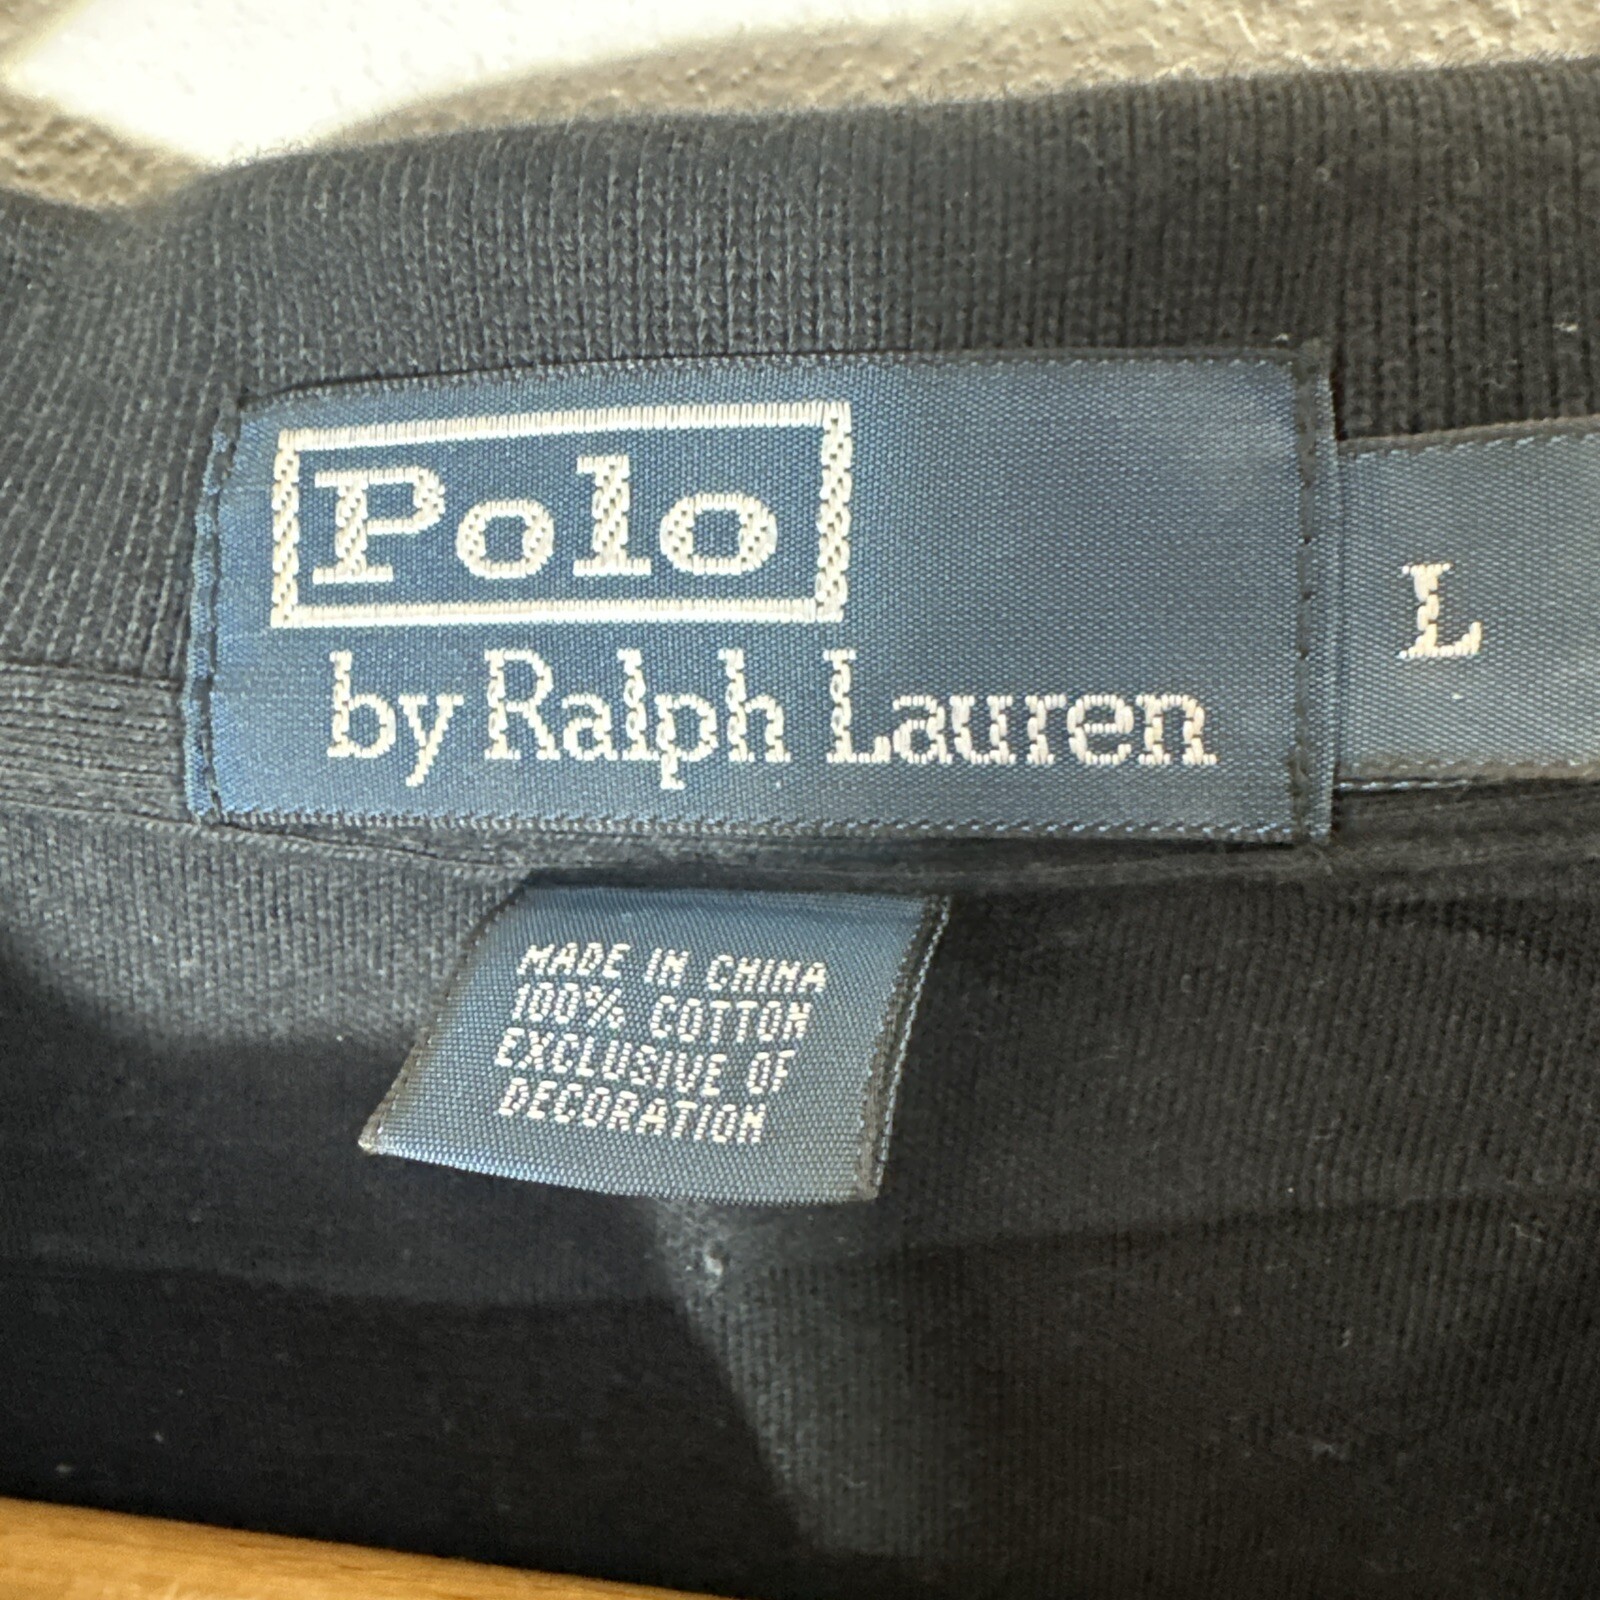 Polo
by Ralph Lauren
L
MADE IN CHINA
100% COTTON
EXCLUSIVE OF
DECORATION